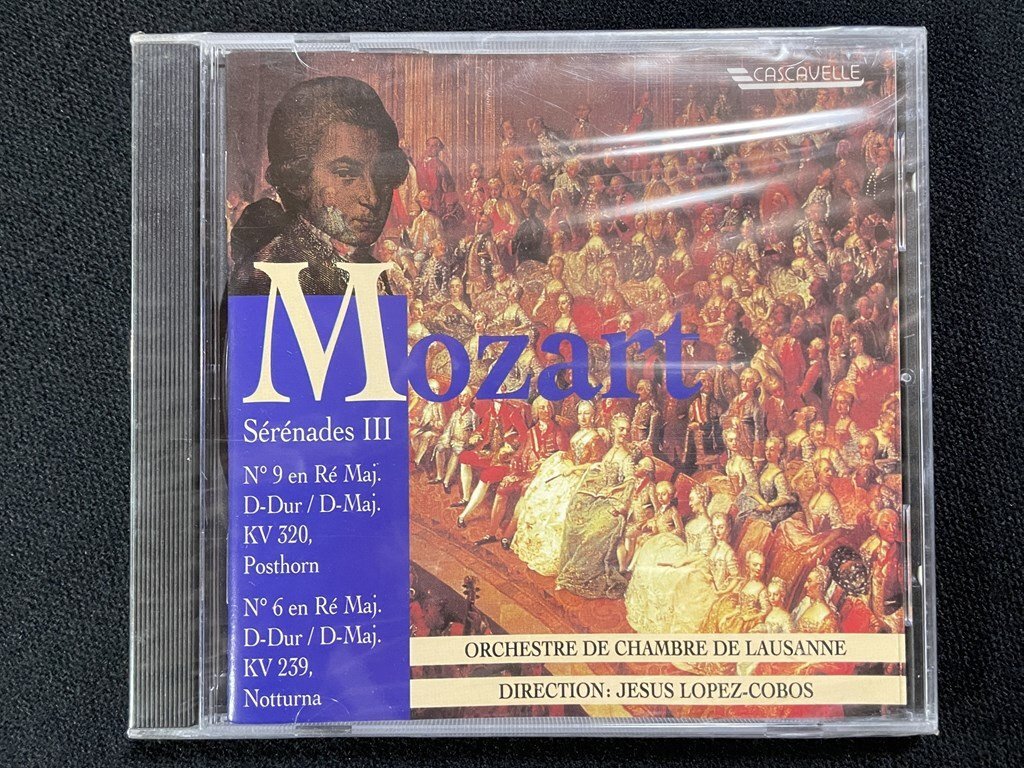 CASCAVELLE
Mozart
Sérénades III
N° 9 en Ré Maj.
D-Dur / D-Maj.
KV 320,
Posthorn
N° 6 en Ré Maj.
D-Dur / D-Maj.
KV 239,
Notturna
ORCHESTRE DE CHAMBRE DE LAUSANNE
DIRECTION: JESUS LOPEZ-COBOS